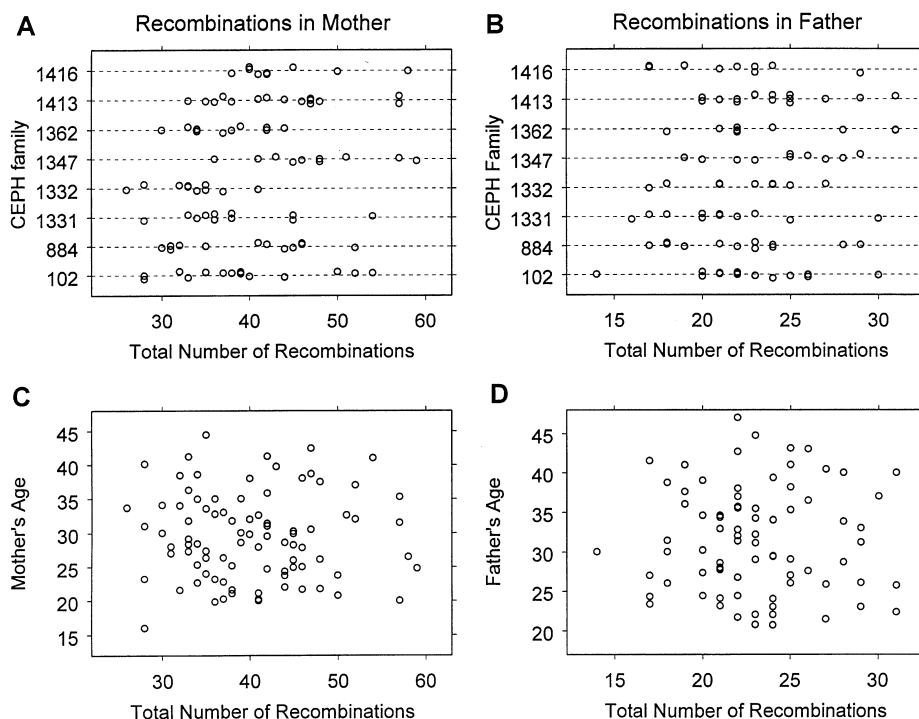 A
Recombinations in Mother
CEPH family
1416
1413
1362
1347
1332
1331
884
102
30 40 50 60
Total Number of Recombinations
B
Recombinations in Father
CEPH Family
1416
1413
1362
1347
1332
1331
884
102
15 20 25 30
Total Number of Recombinations
C
Mother's Age
45
40
35
30
25
20
15
30 40 50 60
Total Number of Recombinations
D
Father's Age
45
40
35
30
25
20
15 20 25 30
Total Number of Recombinations